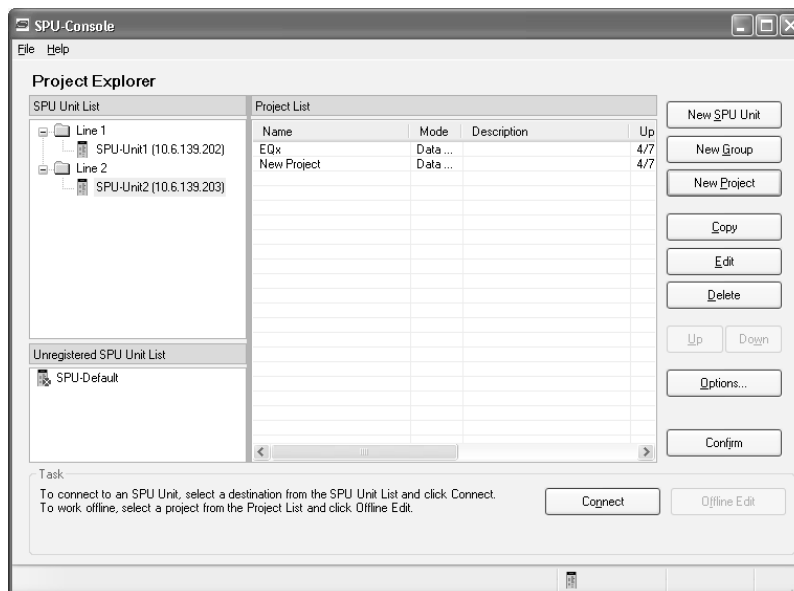 SPU-Console
File Help
Project Explorer
SPU Unit List
Line 1
SPU-Unit1 (10.6.139.202)
Line 2
SPU-Unit2 (10.6.139.203)
Unregistered SPU Unit List
SPU-Default
Project List
Name Mode Description Up
EQx Data ... 4/7
New Project Data ... 4/7
New SPU Unit
New Group
New Project
Copy
Edit
Delete
Up Down
Options...
Confirm
Task
To connect to an SPU Unit, select a destination from the SPU Unit List and click Connect.
To work offline, select a project from the Project List and click Offline Edit.
Connect Offline Edit